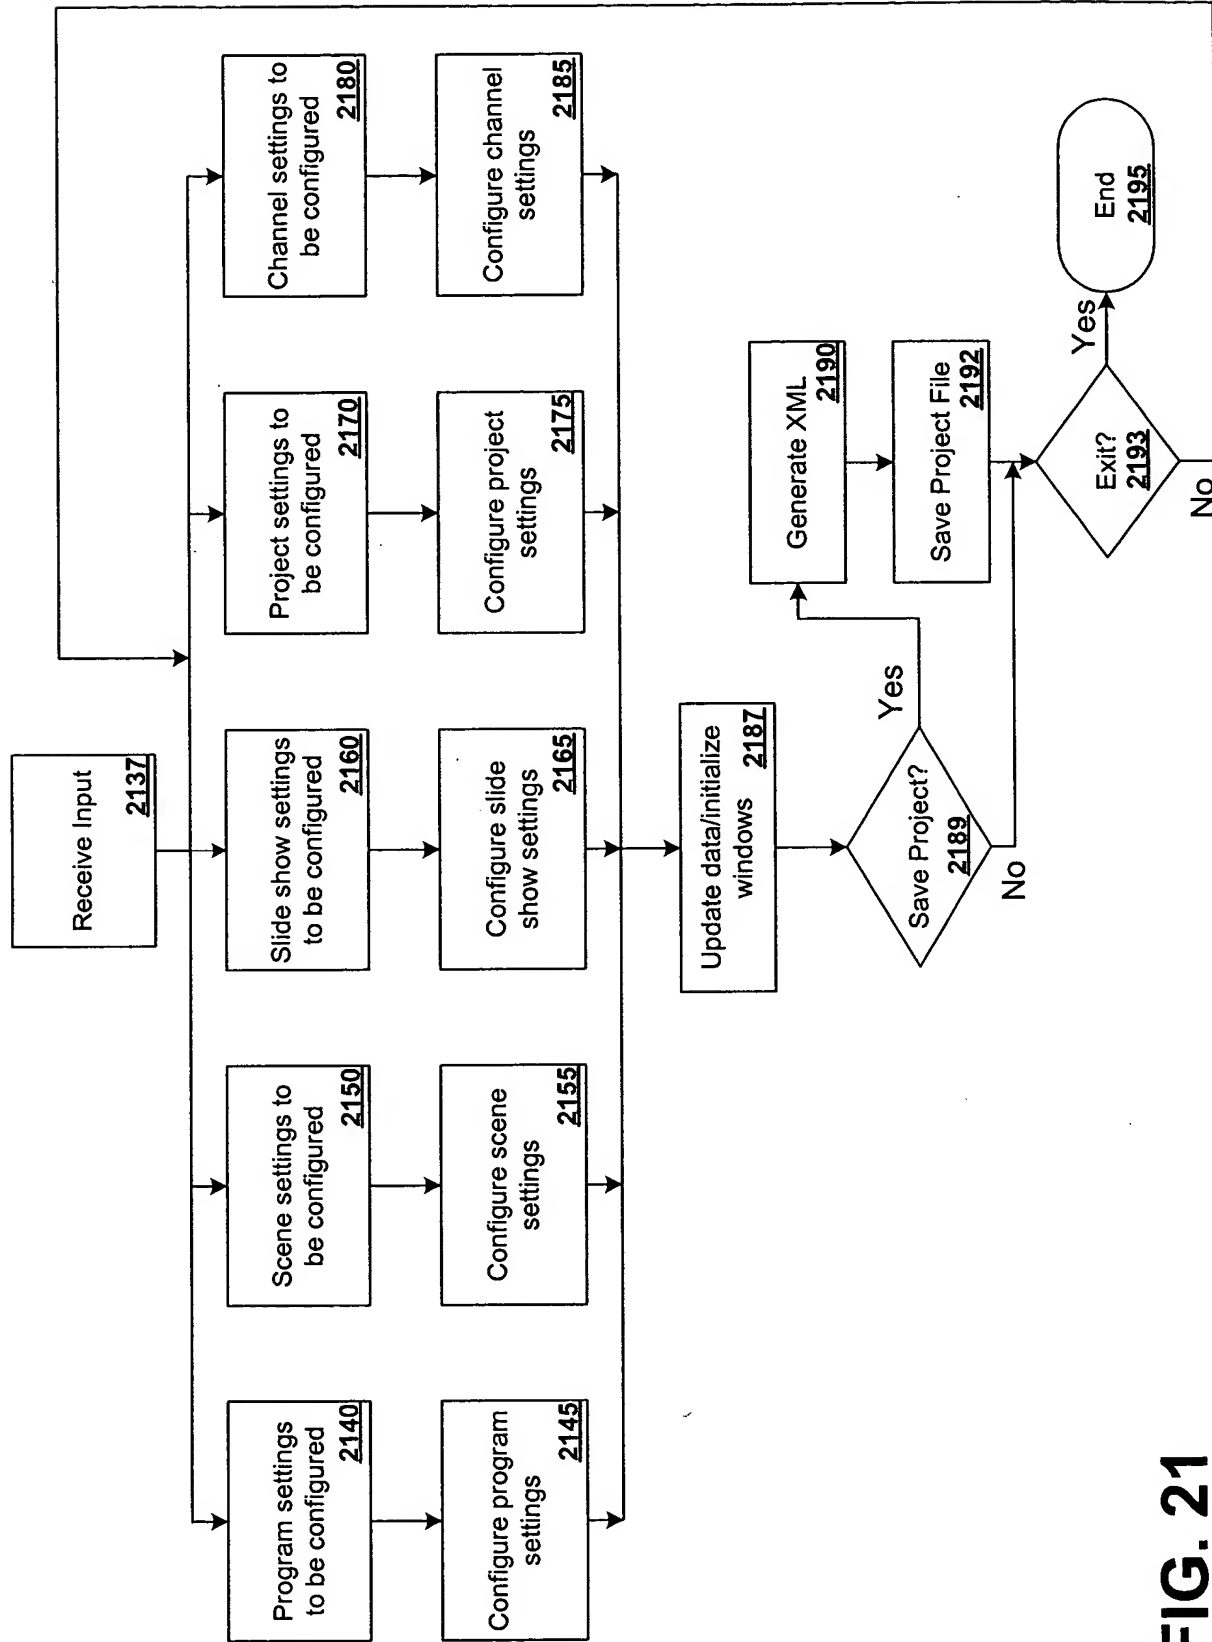 Receive Input
2137
Program settings
to be configured
2140
Scene settings to
be configured
2150
Slide show settings
to be configured
2160
Project settings to
be configured
2170
Channel settings to
be configured
2180
Configure program
settings
2145
Configure scene
settings
2155
Configure slide
show settings
2165
Configure project
settings
2175
Configure channel
settings
2185
Update data/initialize
windows
2187
Save Project?
2189
Yes
No
Generate XML
2190
Save Project File
2192
Exit?
2193
Yes
No
End
2195
FIG. 21